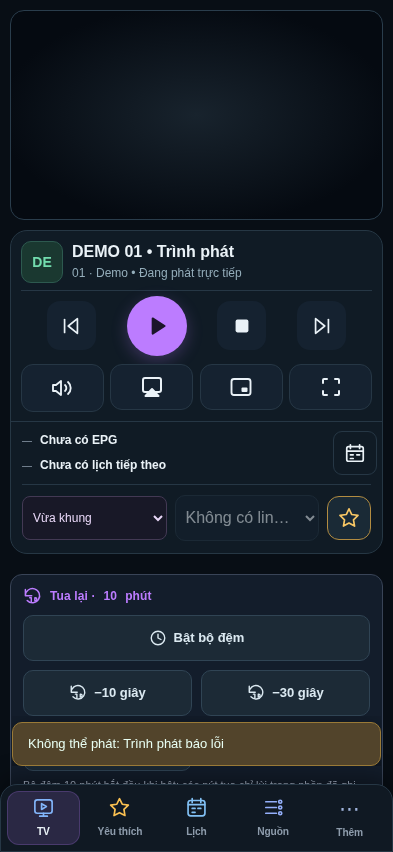 DE
DEMO 01 • Trình phát
01 · Demo • Đang phát trực tiếp
— Chưa có EPG
— Chưa có lịch tiếp theo
Vừa khung
Không có lin…
Tua lại · 10 phút
Bật bộ đệm
−10 giây
−30 giây
Không thể phát: Trình phát báo lỗi
TV
Yêu thích
Lịch
Nguồn
Thêm